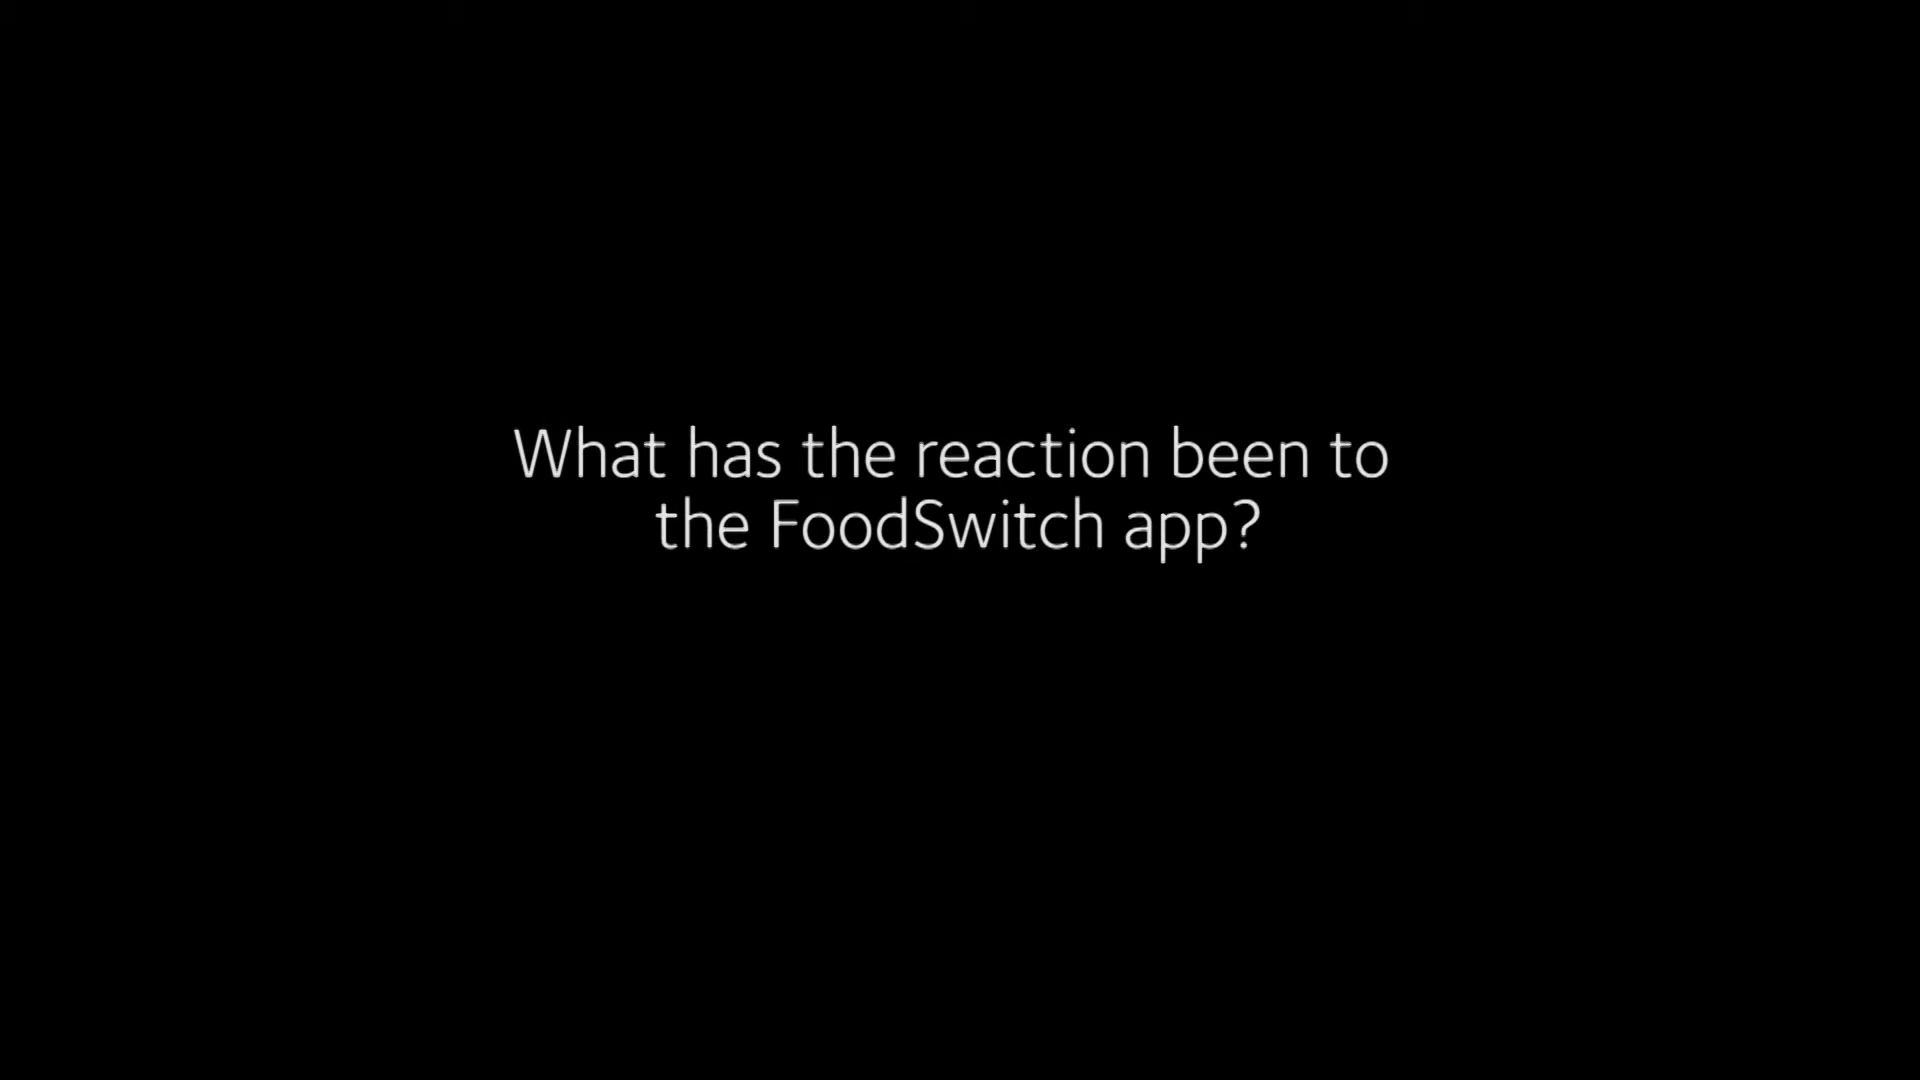 What has the reaction been to
the FoodSwitch app?